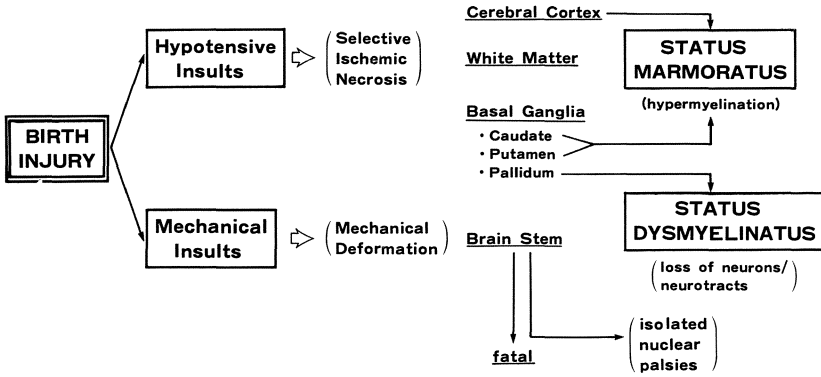 BIRTH
INJURY
Hypotensive
Insults
(Selective
Ischemic
Necrosis)
Mechanical
Insults
(Mechanical
Deformation)
Cerebral Cortex
White Matter
Basal Ganglia
• Caudate
• Putamen
• Pallidum
Brain Stem
fatal
(isolated
nuclear
palsies)
STATUS
MARMORATUS
(hypermyelination)
STATUS
DYSMYELINATUS
(loss of neurons/
neurotracts)